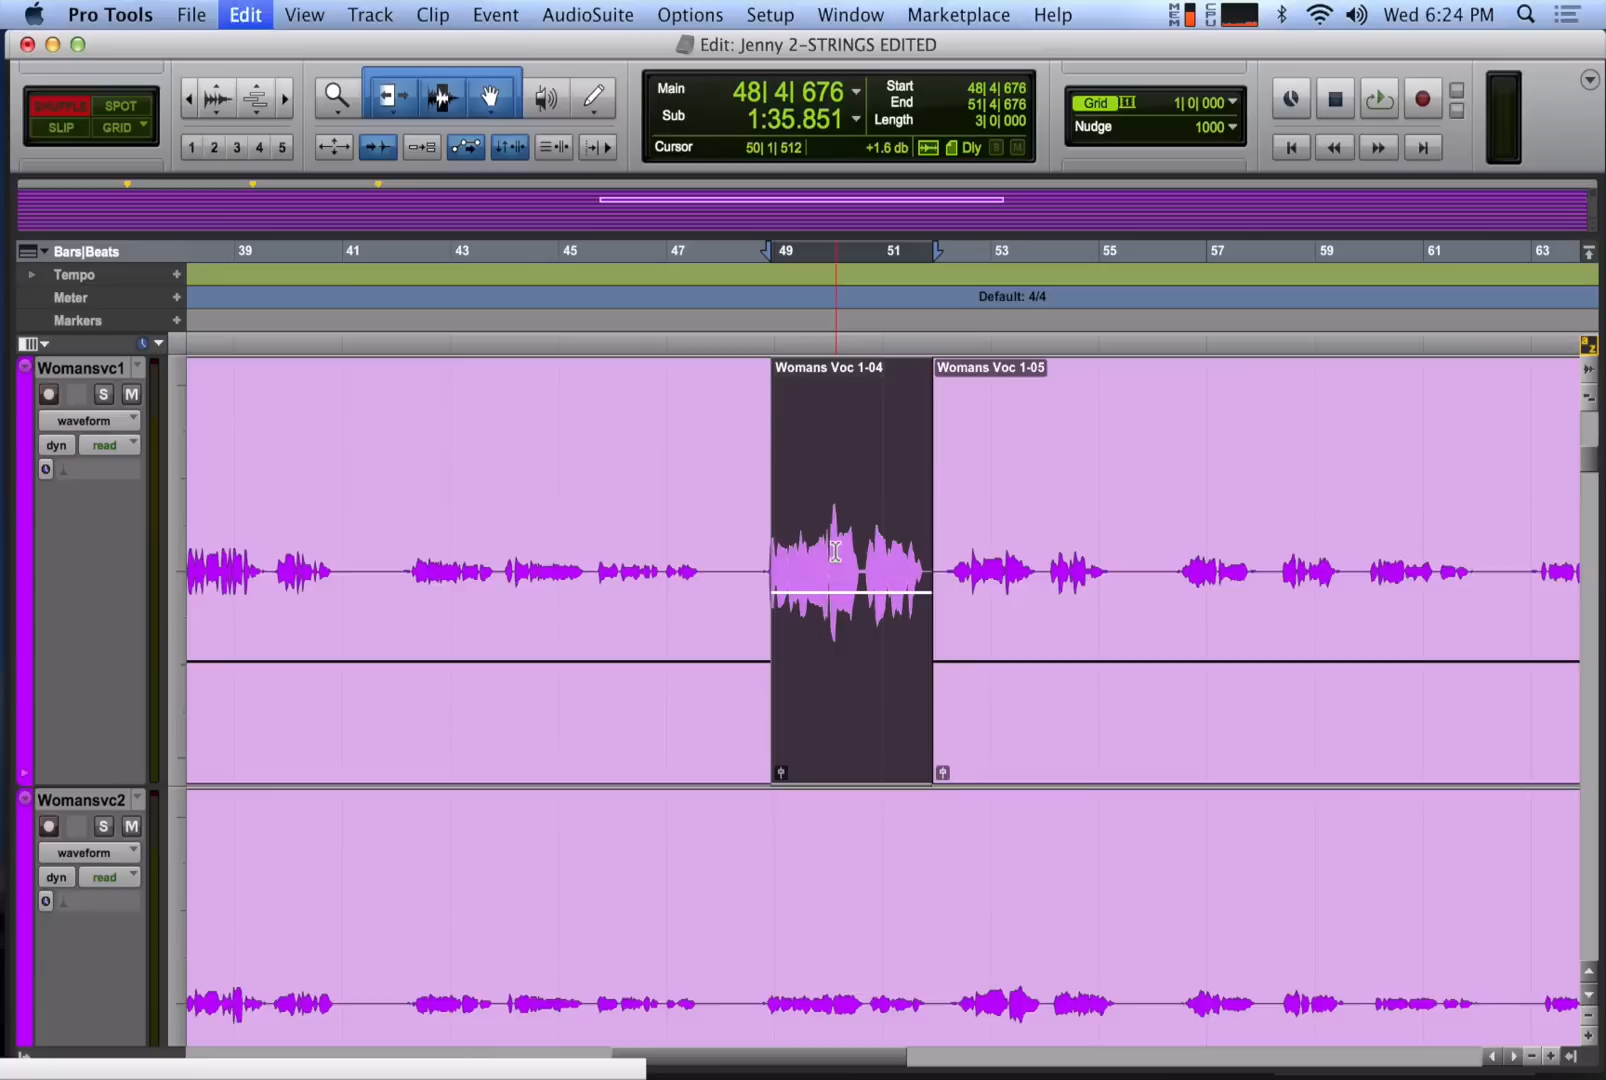 Pro Tools File Edit View Track Clip Event AudioSuite Options Setup Window Marketplace Help MEM CPU Wed 6:24 PM
Edit: Jenny 2-STRINGS EDITED
SHUFFLE SPOT
SLIP GRID
1 2 3 4 5
Main 48| 4| 676
Sub 1:35.851
Start 48| 4| 676
End 51| 4| 676
Length 3| 0| 000
Cursor 50| 1| 512 +1.6 db Dly S M
Grid 1| 0| 000
Nudge 1000
Bars|Beats 39 41 43 45 47 49 51 53 55 57 59 61 63
Tempo +
Meter + Default: 4/4
Markers +
a z
Womansvc1 Womans Voc 1-04 Womans Voc 1-05
S M
waveform
dyn read
Womansvc2
S M
waveform
dyn read